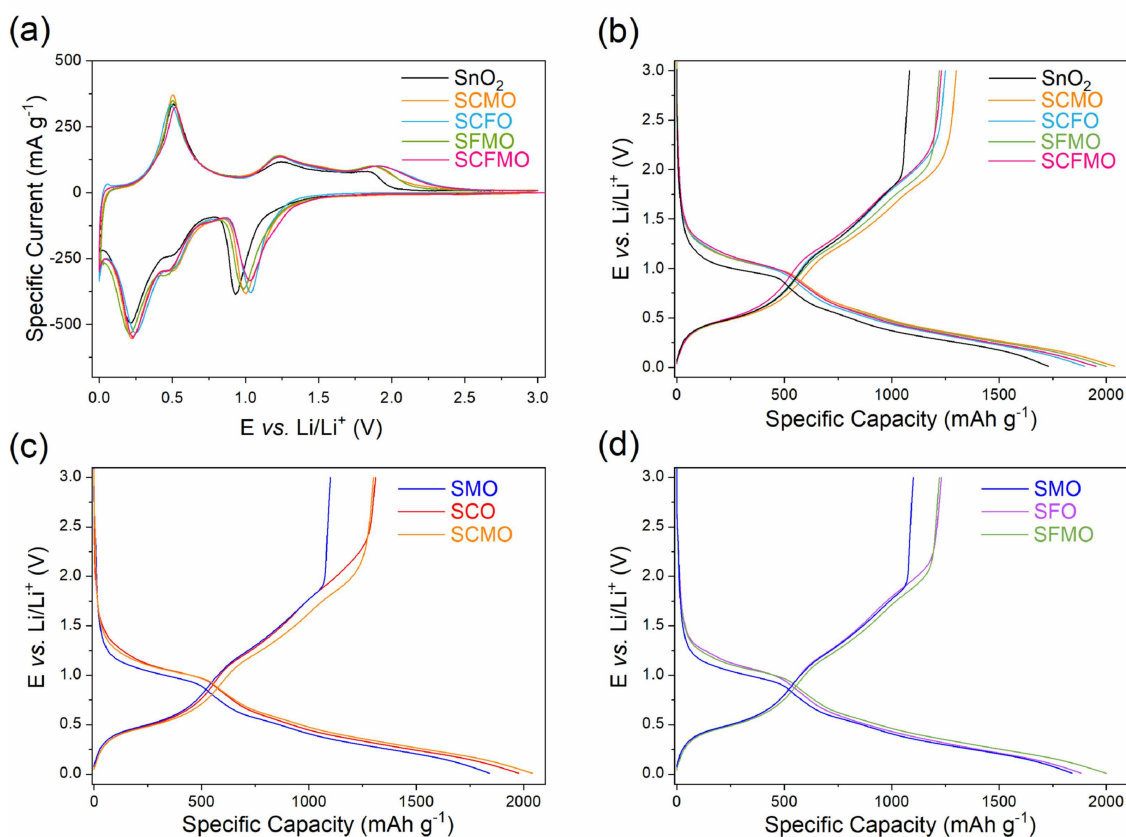 (a)
500
250
0
-250
-500
Specific Current (mA g⁻¹)
0.0 0.5 1.0 1.5 2.0 2.5 3.0
E vs. Li/Li⁺ (V)
SnO₂
SCMO
SCFO
SFMO
SCFMO
(b)
3.0
2.5
2.0
1.5
1.0
0.5
0.0
E vs. Li/Li⁺ (V)
0 500 1000 1500 2000
Specific Capacity (mAh g⁻¹)
SnO₂
SCMO
SCFO
SFMO
SCFMO
(c)
3.0
2.5
2.0
1.5
1.0
0.5
0.0
E vs. Li/Li⁺ (V)
0 500 1000 1500 2000
Specific Capacity (mAh g⁻¹)
SMO
SCO
SCMO
(d)
3.0
2.5
2.0
1.5
1.0
0.5
0.0
E vs. Li/Li⁺ (V)
0 500 1000 1500 2000
Specific Capacity (mAh g⁻¹)
SMO
SFO
SFMO